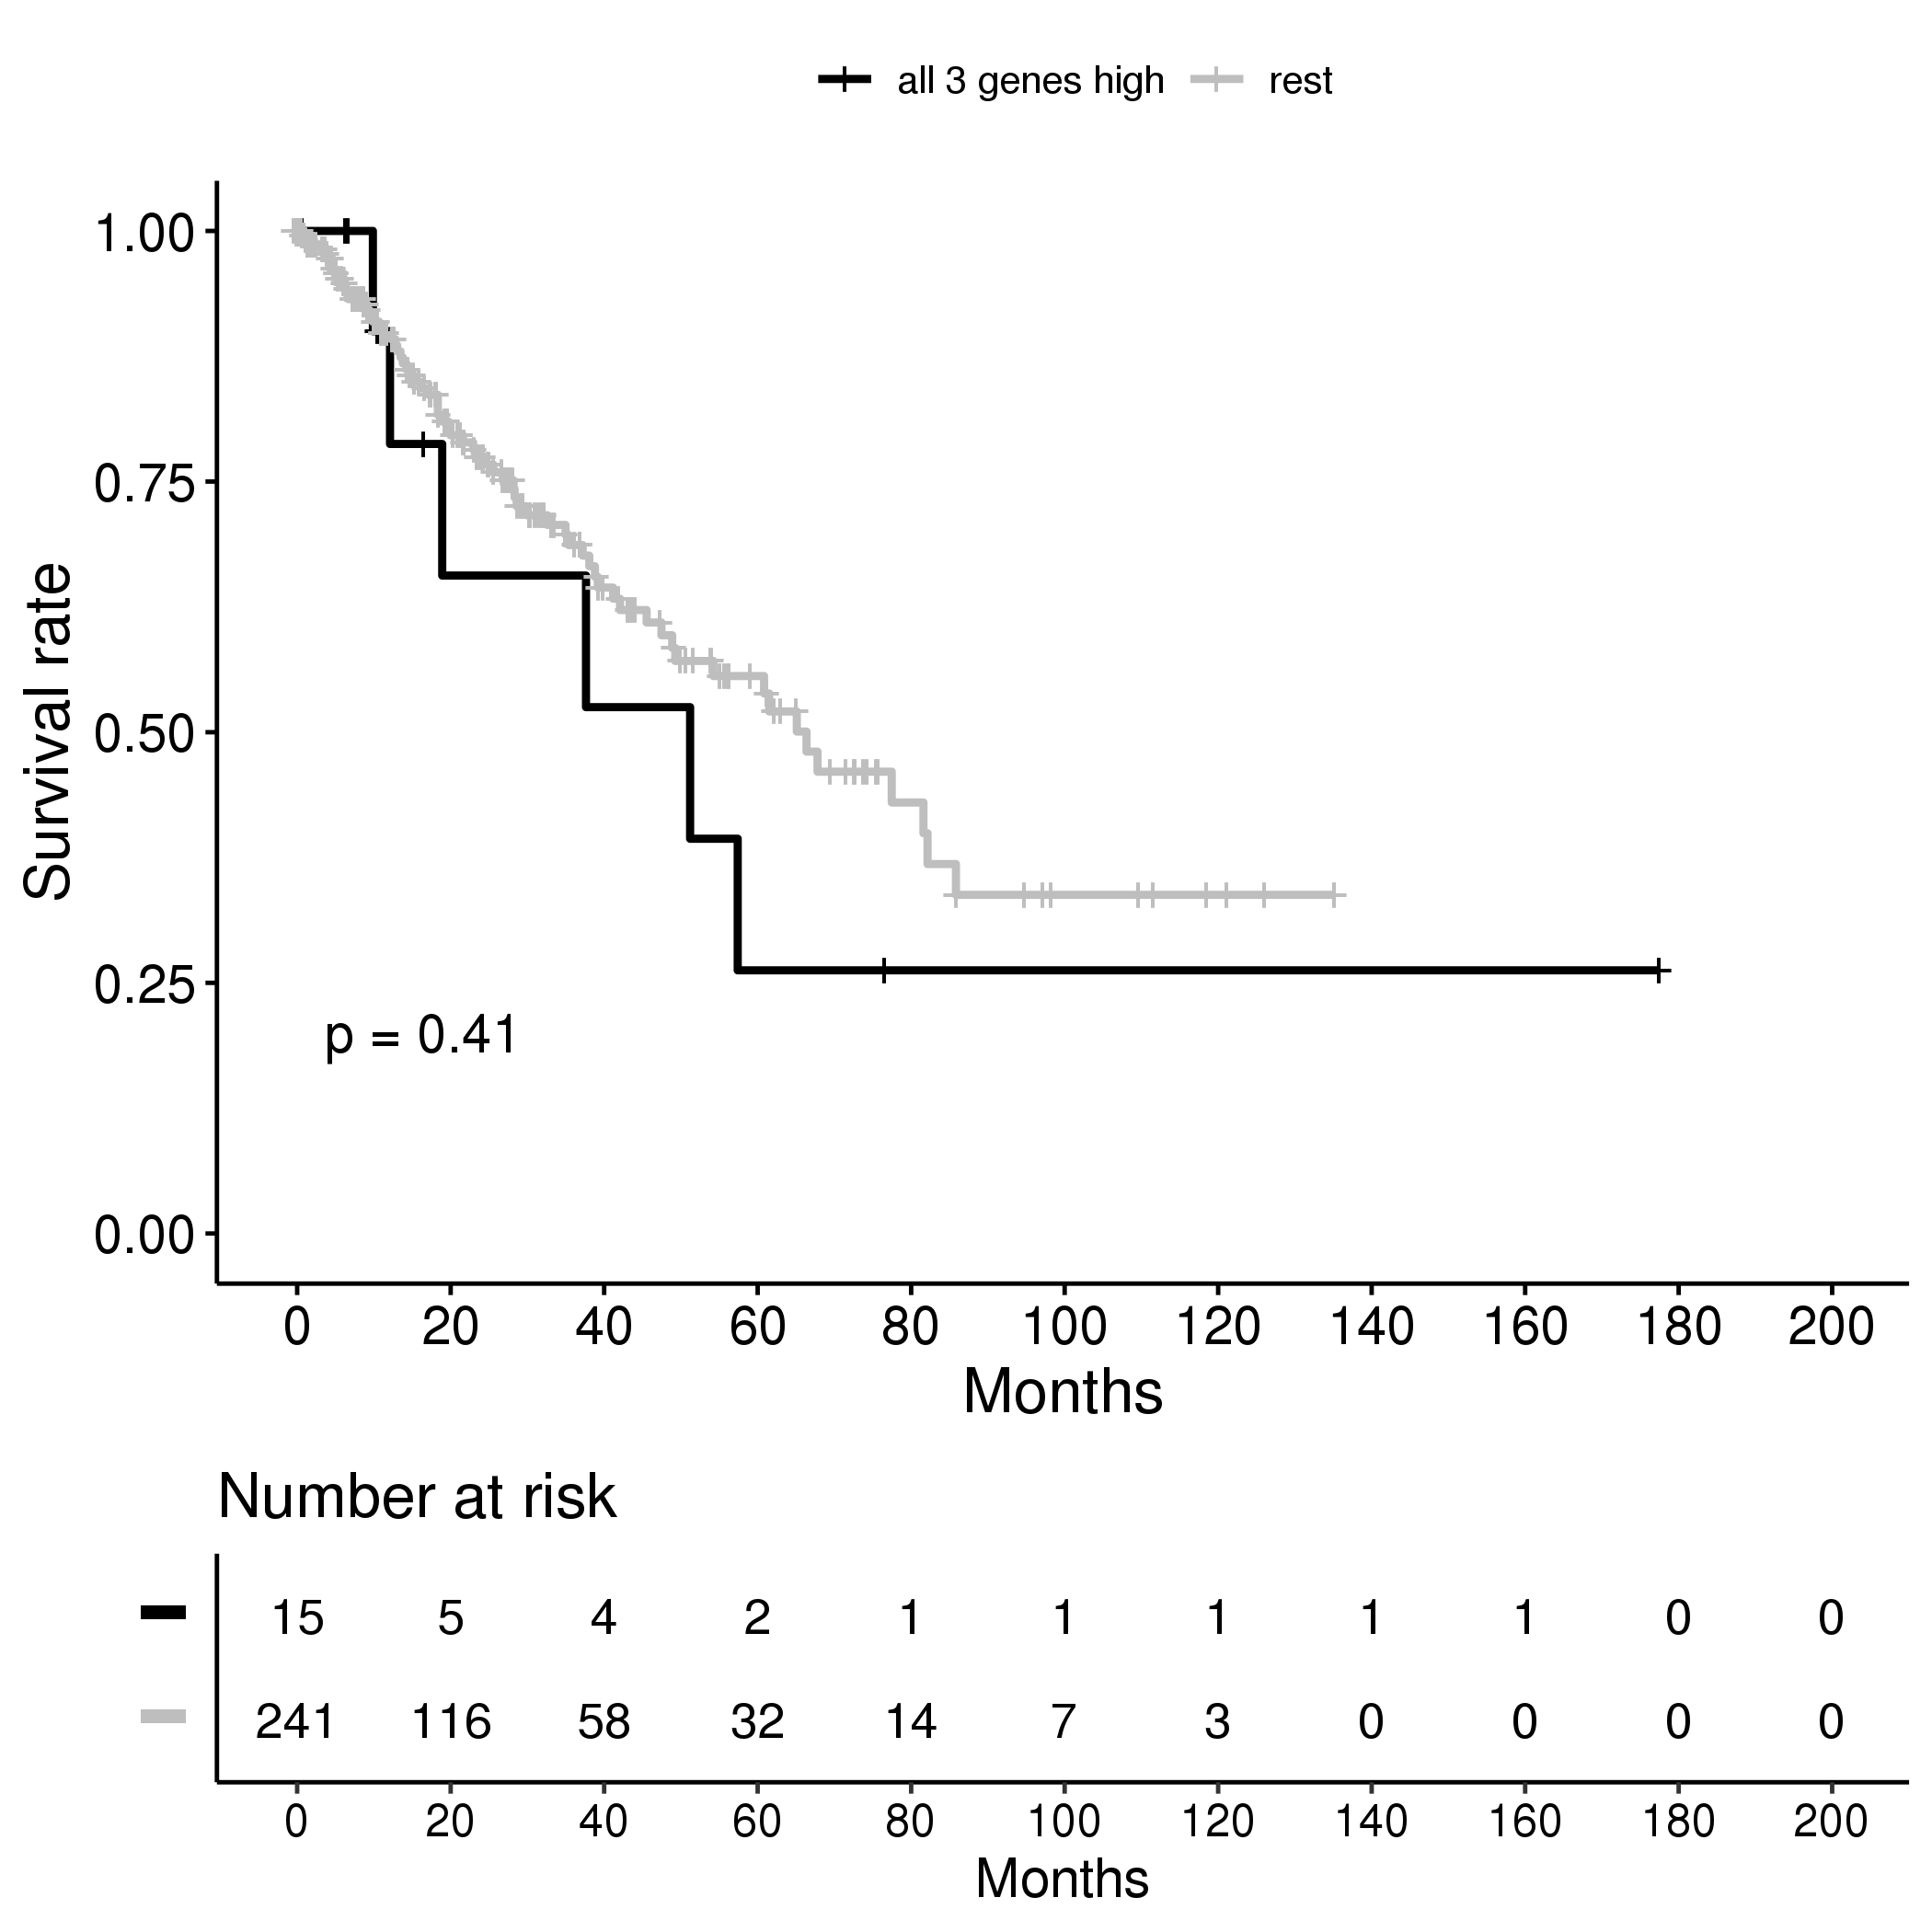 all 3 genes high rest
Survival rate
1.00
0.75
0.50
0.25
0.00
p = 0.41
0 20 40 60 80 100 120 140 160 180 200
Months
Number at risk
15 5 4 2 1 1 1 1 1 0 0
241 116 58 32 14 7 3 0 0 0 0
0 20 40 60 80 100 120 140 160 180 200
Months